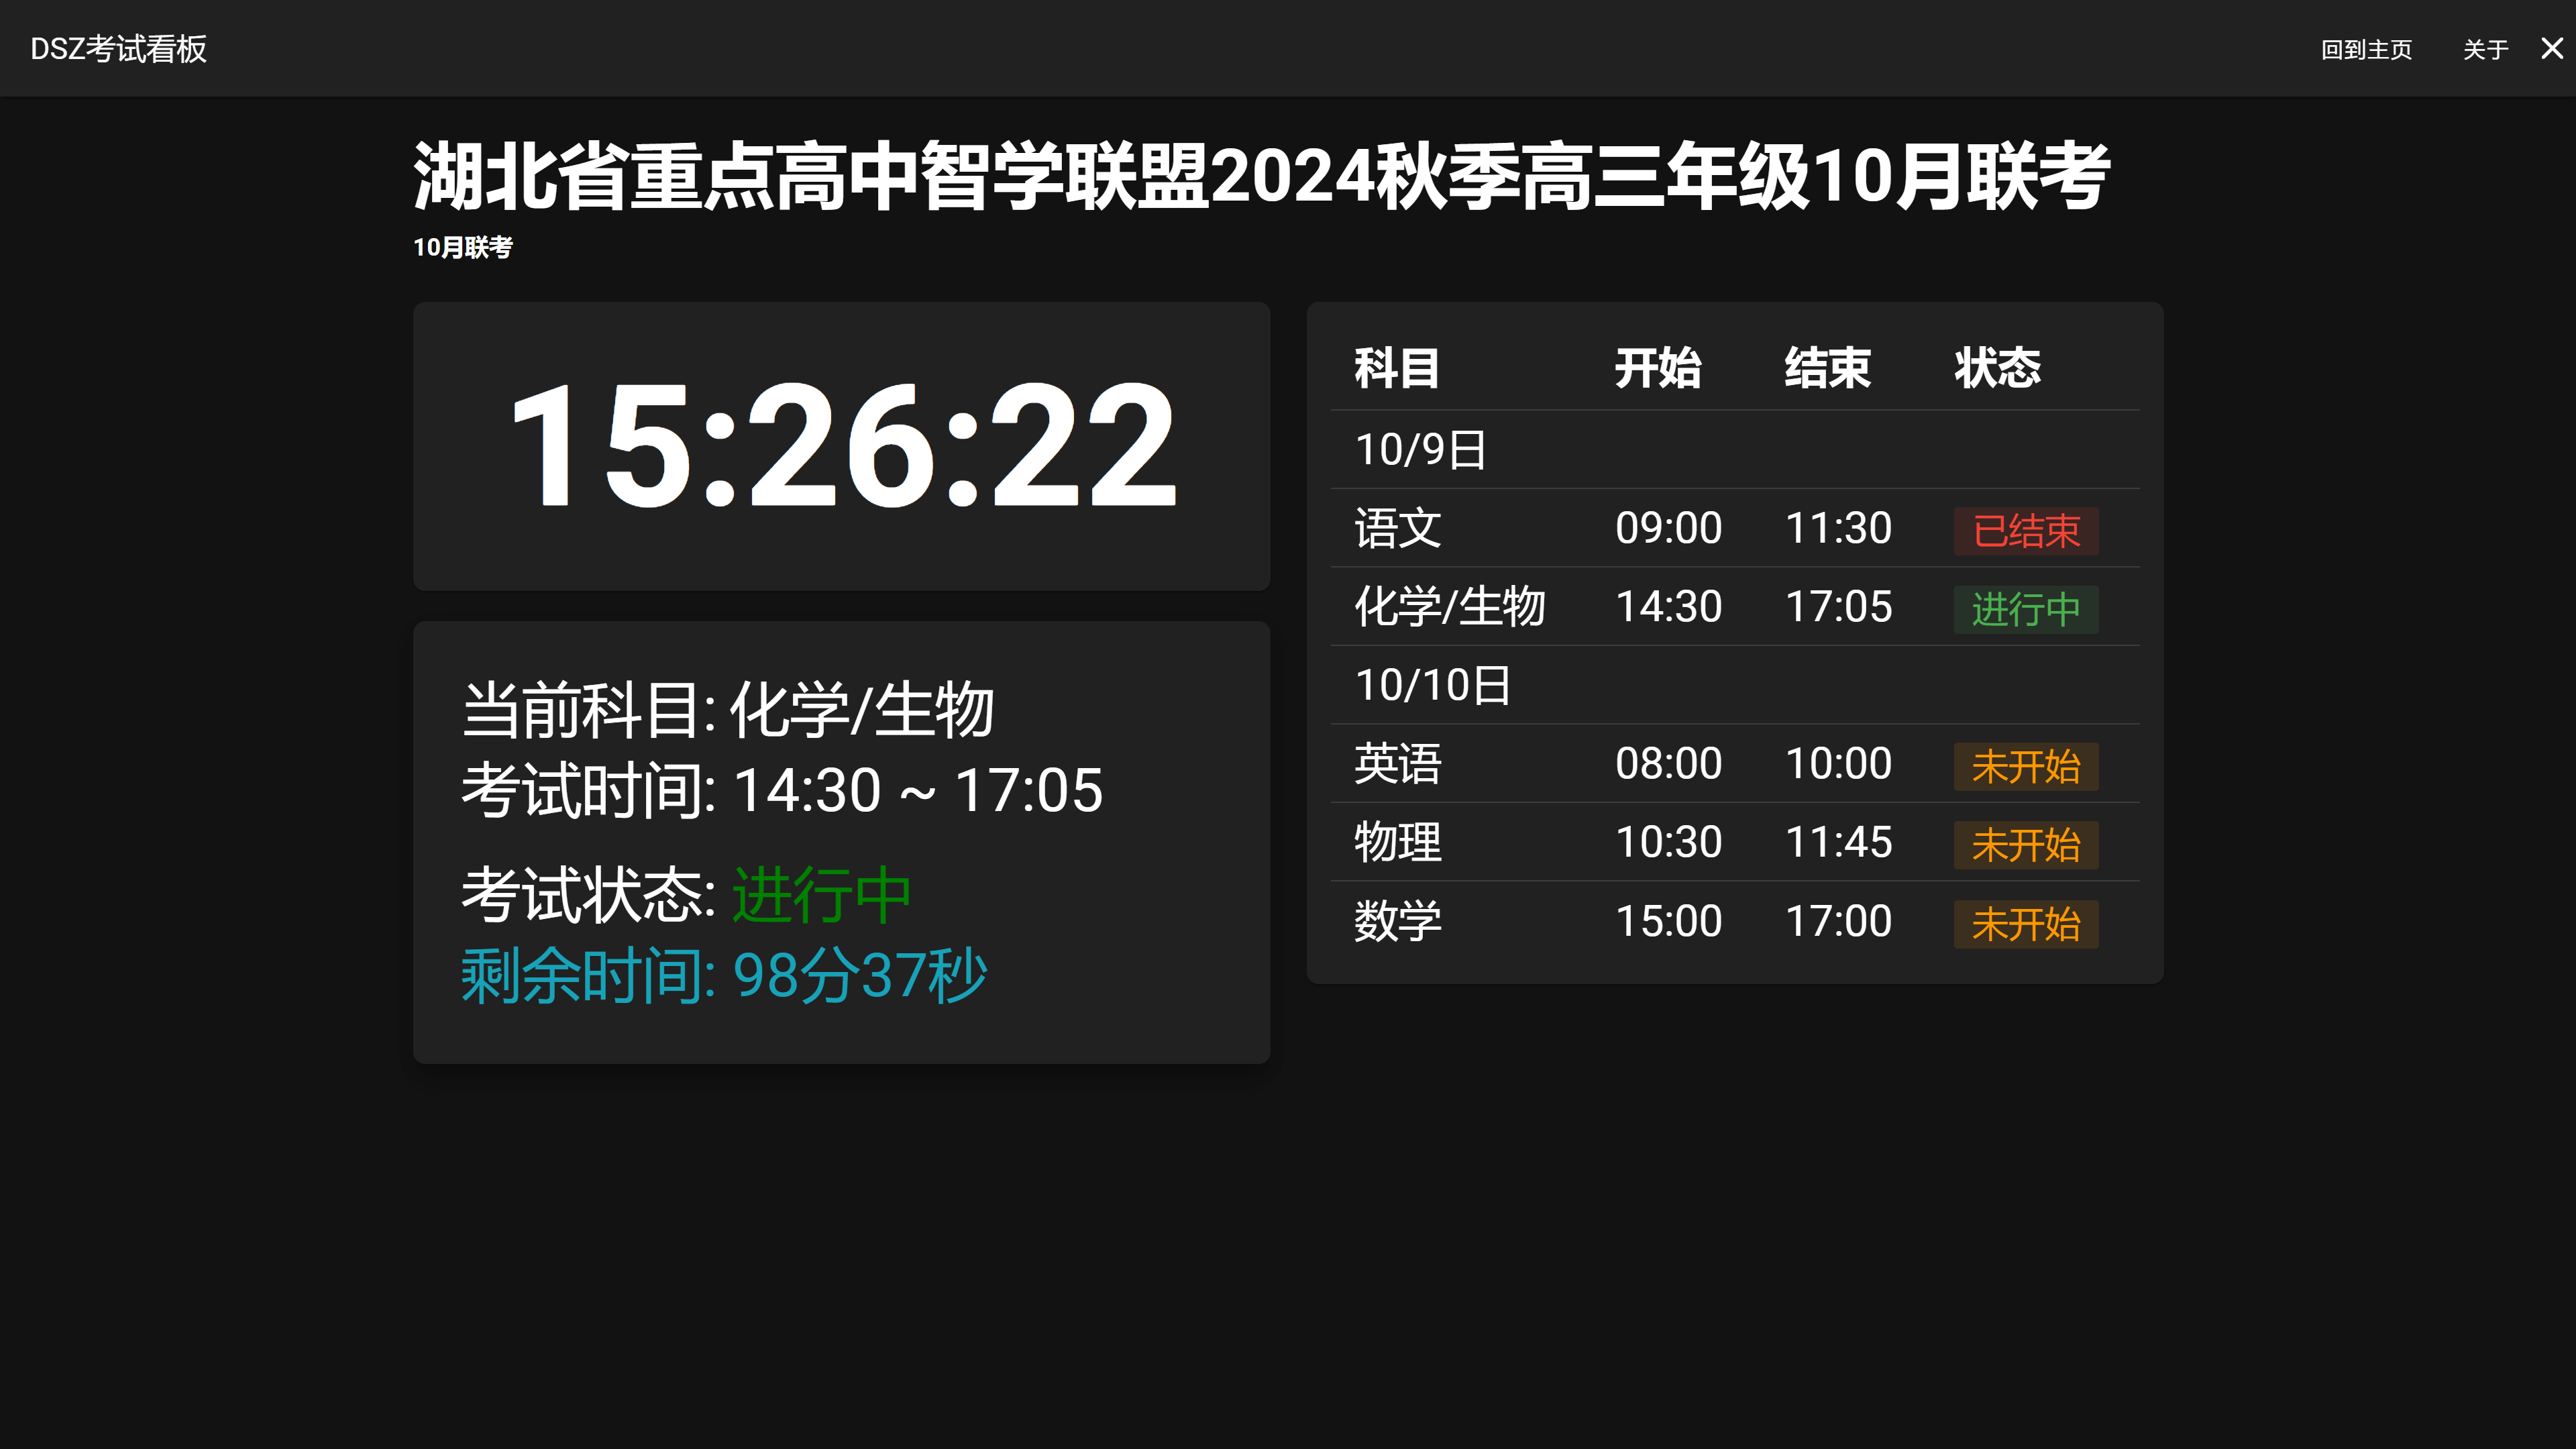 DSZ考试看板 回到主页 关于
湖北省重点高中智学联盟2024秋季高三年级10月联考
10月联考
15:26:22
当前科目: 化学/生物
考试时间: 14:30 ~ 17:05
考试状态: 进行中
剩余时间: 98分37秒
科目 开始 结束 状态
10/9日
语文 09:00 11:30 已结束
化学/生物 14:30 17:05 进行中
10/10日
英语 08:00 10:00 未开始
物理 10:30 11:45 未开始
数学 15:00 17:00 未开始